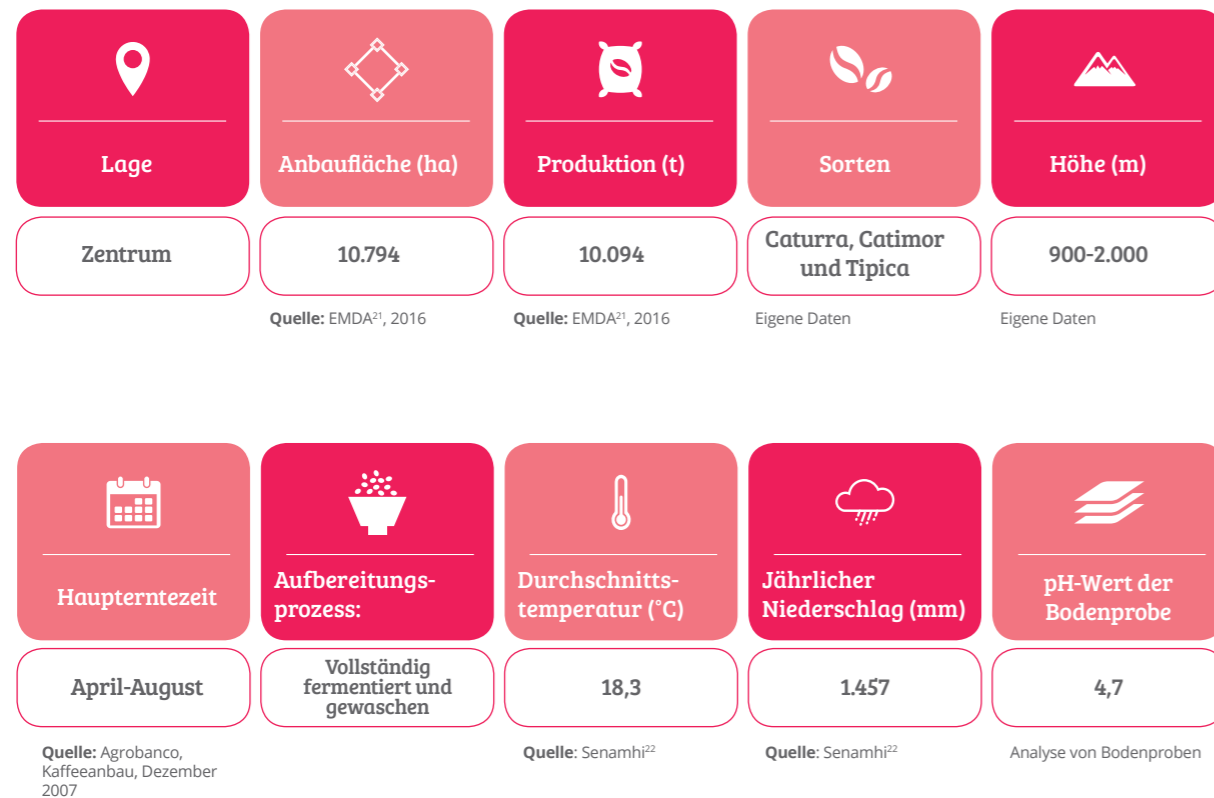 Lage
Anbaufläche (ha)
Produktion (t)
Sorten
Höhe (m)
Zentrum
10.794
10.094
Caturra, Catimor
und Tipica
900-2.000
Quelle: EMDA²¹, 2016
Quelle: EMDA²¹, 2016
Eigene Daten
Eigene Daten
Haupterntezeit
Aufbereitungs-
prozess:
Durchschnitts-
temperatur (°C)
Jährlicher
Niederschlag (mm)
pH-Wert der
Bodenprobe
April-August
Vollständig
fermentiert und
gewaschen
18,3
1.457
4,7
Quelle: Agrobanco,
Kaffeeanbau, Dezember
2007
Quelle: Senamhi²²
Quelle: Senamhi²²
Analyse von Bodenproben